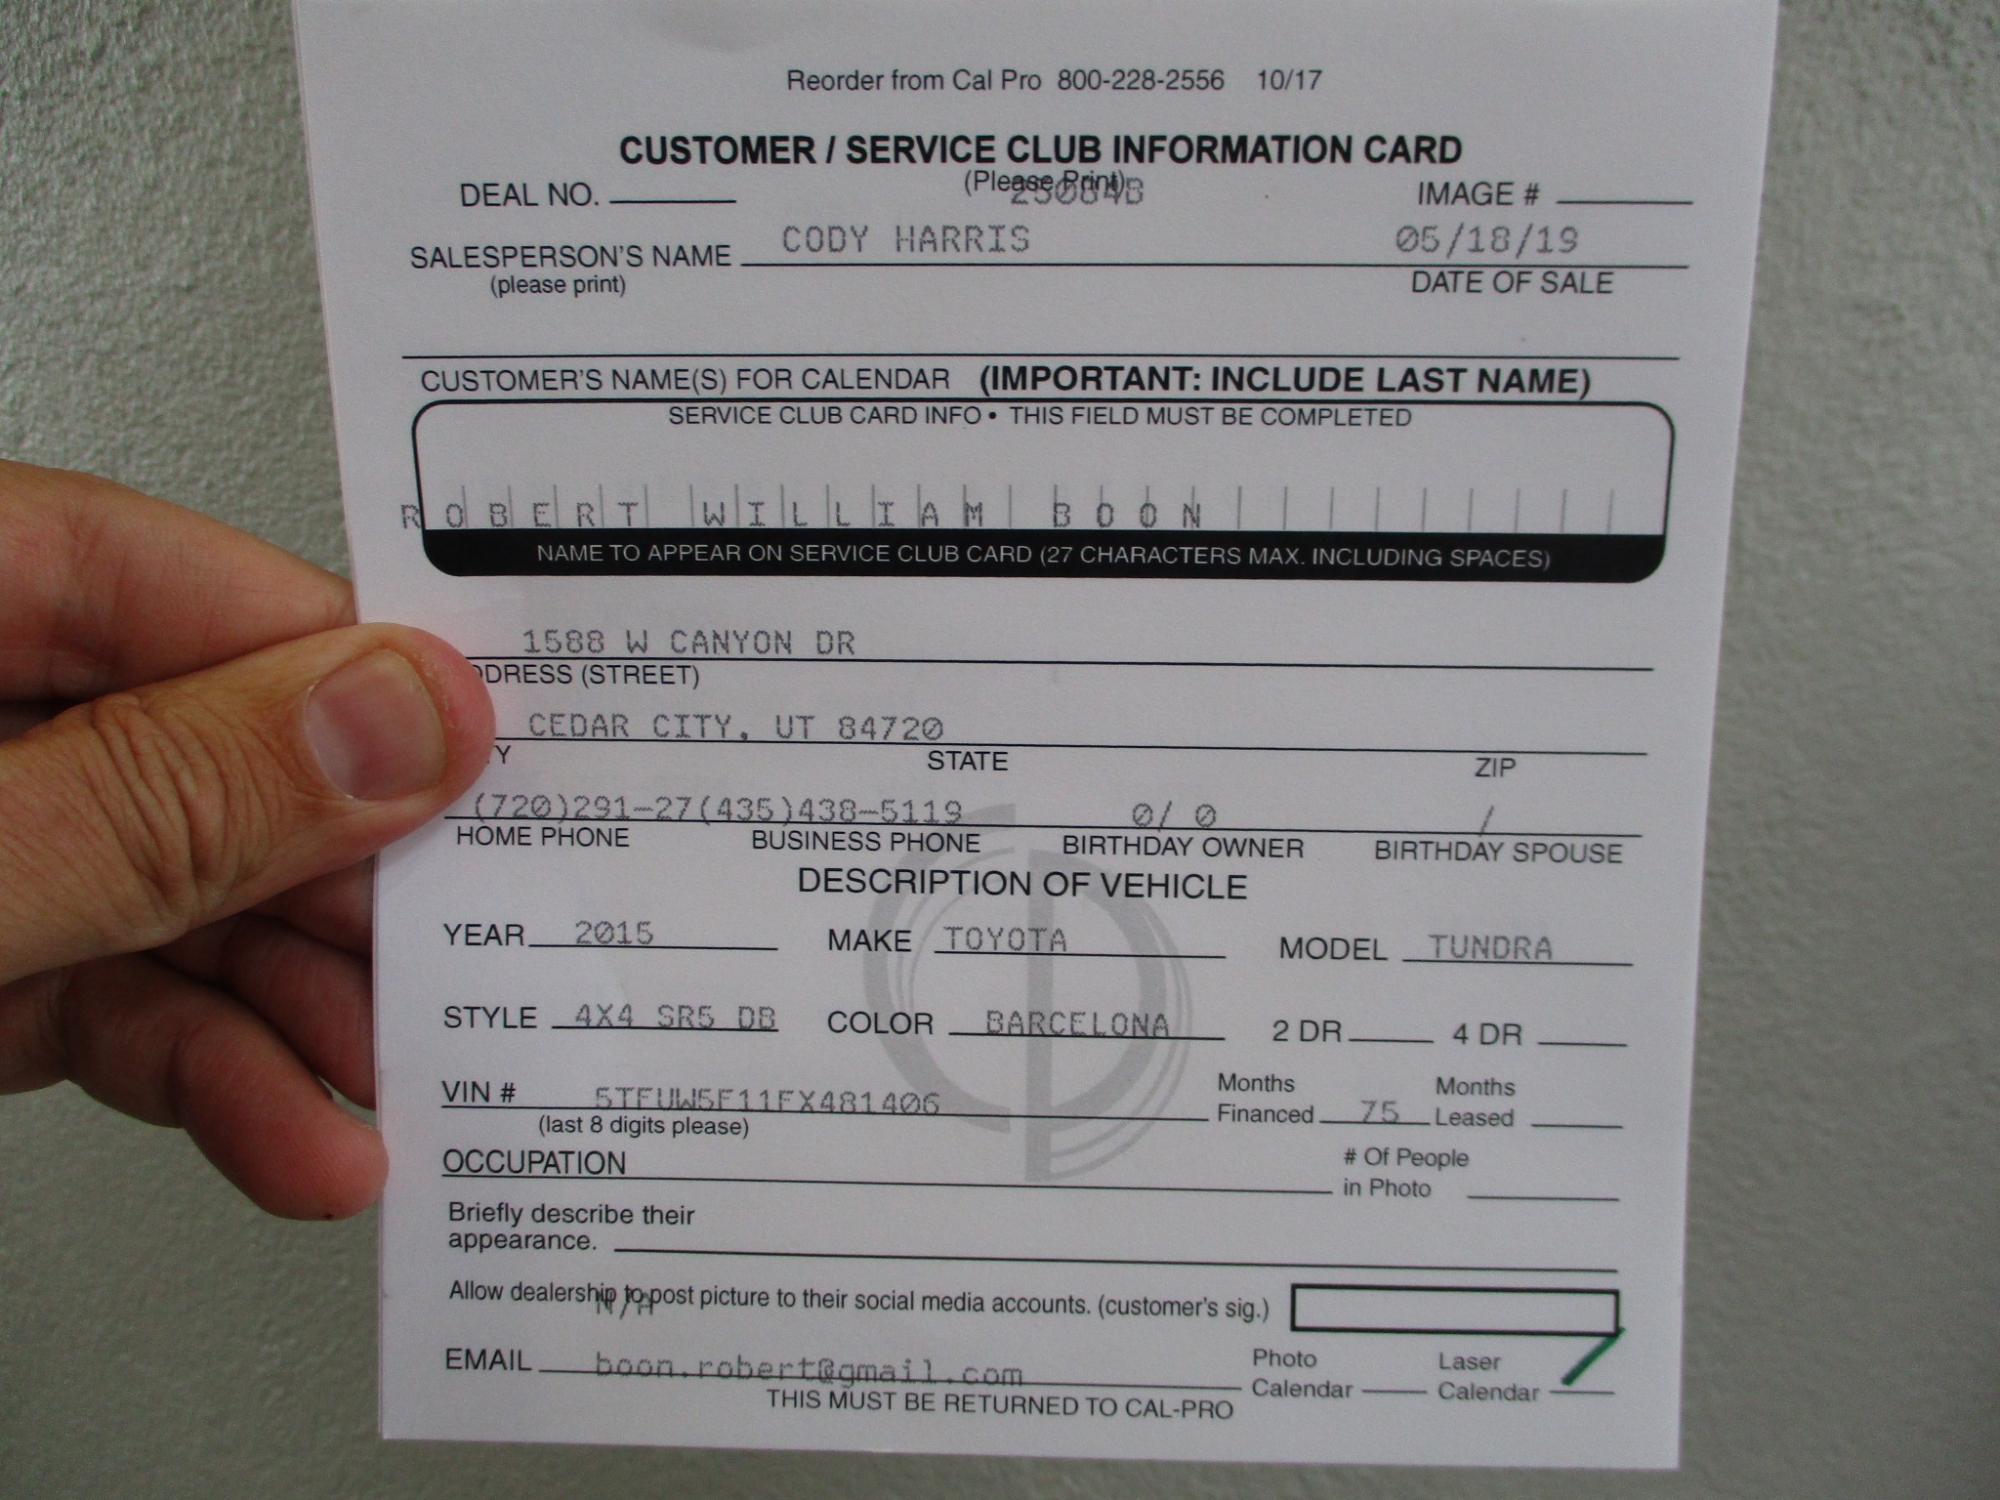 Reorder from Cal Pro 800-228-2556 10/17
CUSTOMER / SERVICE CLUB INFORMATION CARD
(Please Print)
DEAL NO. 25084B IMAGE #
SALESPERSON'S NAME CODY HARRIS 05/18/19
(please print) DATE OF SALE
CUSTOMER'S NAME(S) FOR CALENDAR (IMPORTANT: INCLUDE LAST NAME)
SERVICE CLUB CARD INFO • THIS FIELD MUST BE COMPLETED
ROBERT WILLIAM BOON
NAME TO APPEAR ON SERVICE CLUB CARD (27 CHARACTERS MAX. INCLUDING SPACES)
1588 W CANYON DR
DDRESS (STREET)
CEDAR CITY, UT 84720
Y STATE ZIP
(720)291-27(435)438-5119 0/ 0 /
HOME PHONE BUSINESS PHONE BIRTHDAY OWNER BIRTHDAY SPOUSE
DESCRIPTION OF VEHICLE
YEAR 2015 MAKE TOYOTA MODEL TUNDRA
STYLE 4X4 SR5 DB COLOR BARCELONA 2 DR 4 DR
VIN # 5TFUW5F11FX481406 Months Financed 75 Months Leased
(last 8 digits please)
OCCUPATION # Of People in Photo
Briefly describe their
appearance.
Allow dealership to post picture to their social media accounts. (customer's sig.)
N/A
EMAIL boon.robert@gmail.com Photo Calendar Laser Calendar
THIS MUST BE RETURNED TO CAL-PRO